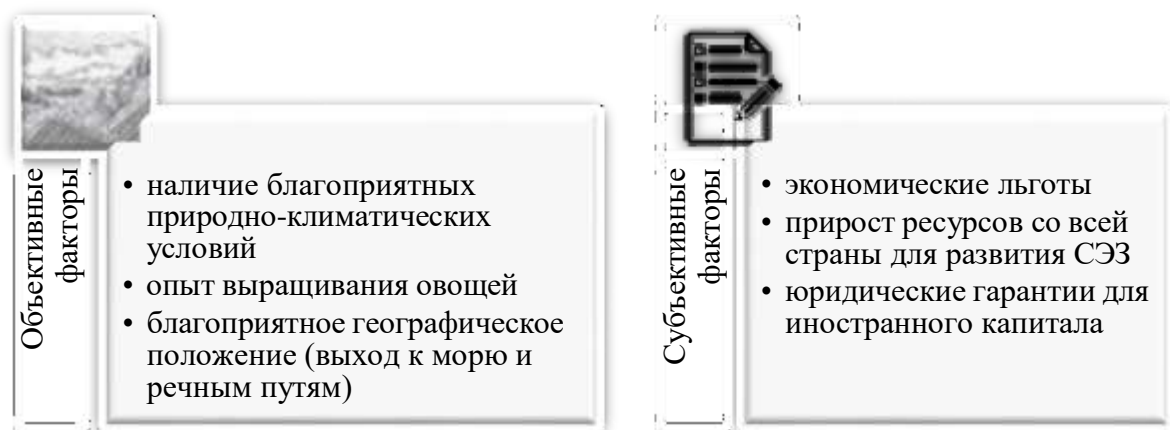 Объективные
факторы
• наличие благоприятных
природно-климатических
условий
• опыт выращивания овощей
• благоприятное географическое
положение (выход к морю и
речным путям)
Субъективные
факторы
• экономические льготы
• прирост ресурсов со всей
страны для развития СЭЗ
• юридические гарантии для
иностранного капитала